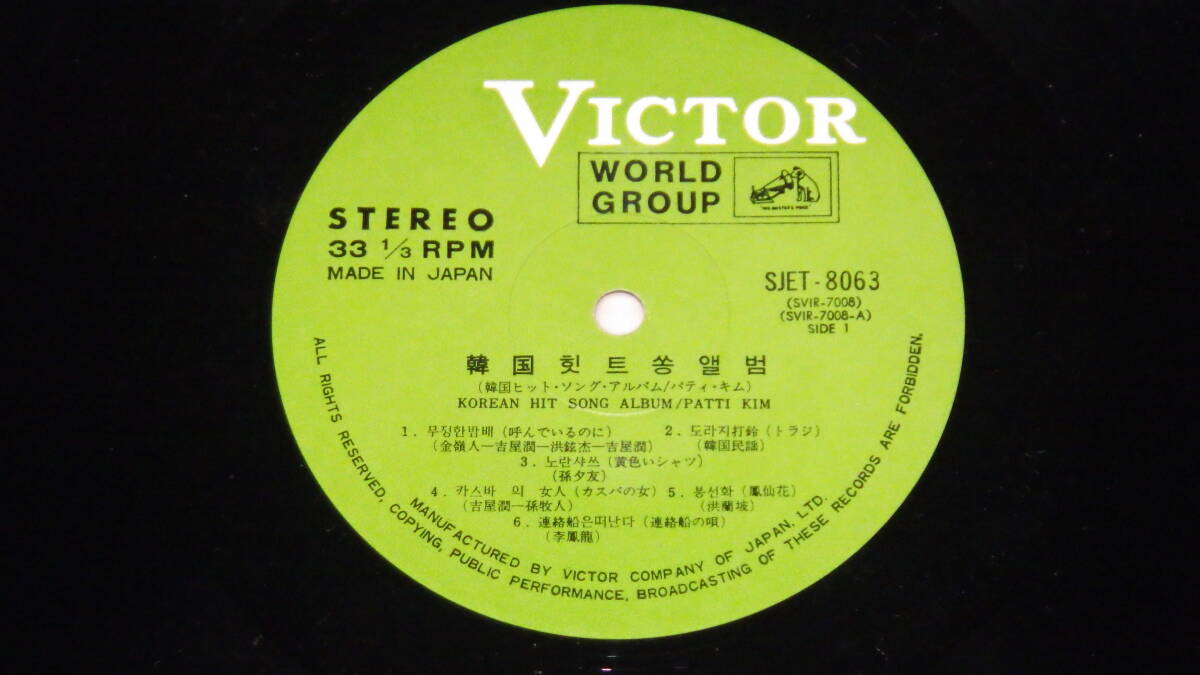 VICTOR
WORLD
GROUP
"HIS MASTER'S VOICE"
STEREO
33 1/3 RPM
MADE IN JAPAN
SJET-8063
(SVIR-7008)
(SVIR-7008-A)
SIDE 1
韓国힛트쏭앨범
(韓国ヒット・ソング・アルバム/パティ・キム)
KOREAN HIT SONG ALBUM/PATTI KIM
1. 무정한밤배 (呼んでいるのに) 2. 도라지打鈴 (トラジ)
(金嶺人―吉屋潤―洪鉉杰―吉屋潤) (韓国民謡)
3. 노란샤쓰 (黄色いシャツ)
(孫夕友)
4. 카스바 의 女人 (カスバの女) 5. 봉선화 (鳳仙花)
(吉屋潤―孫牧人) (洪蘭坡)
6. 連絡船은떠난다 (連絡船の唄)
(李鳳龍)
MANUFACTURED BY VICTOR COMPANY OF JAPAN, LTD.
ALL RIGHTS RESERVED, COPYING, PUBLIC PERFORMANCE, BROADCASTING OF THESE RECORDS ARE FORBIDDEN.